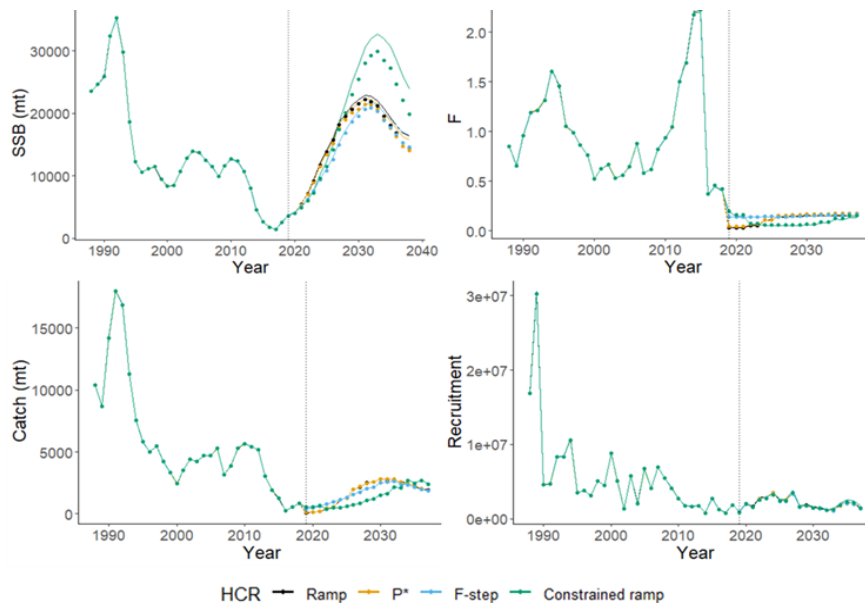 SSB (mt)
30000
20000
10000
0
1990
2000
2010
2020
2030
2040
Year
F
2.0
1.5
1.0
0.5
0.0
1990
2000
2010
2020
2030
Year
Catch (mt)
15000
10000
5000
0
1990
2000
2010
2020
2030
Year
Recruitment
3e+07
2e+07
1e+07
0e+00
1990
2000
2010
2020
2030
Year
HCR Ramp P* F-step Constrained ramp